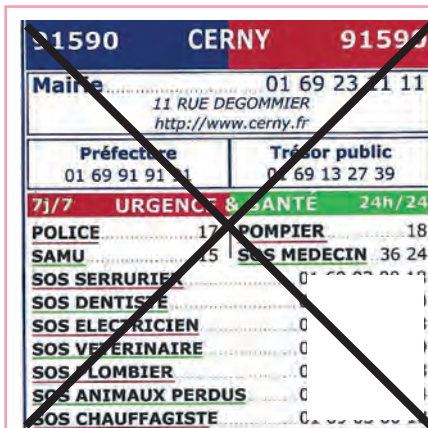 91590 CERNY 91590
Mairie 01 69 23 11 11
11 RUE DEGOMMIER
http://www.cerny.fr
Préfecture Trésor public
01 69 91 91 91 01 69 13 27 39
7j/7 URGENCE & SANTÉ 24h/24
POLICE 17 POMPIER 18
SAMU 15 SOS MEDECIN 36 24
SOS SERRURIER
SOS DENTISTE
SOS ELECTRICIEN
SOS VETERINAIRE
SOS PLOMBIER
SOS ANIMAUX PERDUS
SOS CHAUFFAGISTE